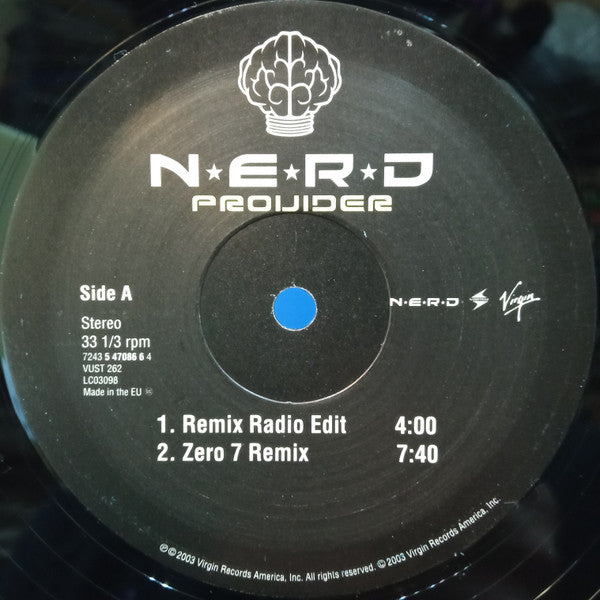 N★E★R★D
PROVIDER
Side A
Stereo
33 1/3 rpm
7243 5 47086 6 4
VUST 262
LC03098
Made in the EU
N•E•R•D Virgin
1. Remix Radio Edit 4:00
2. Zero 7 Remix 7:40
℗ © 2003 Virgin Records America, Inc. All rights reserved. © 2003 Virgin Records America, Inc.